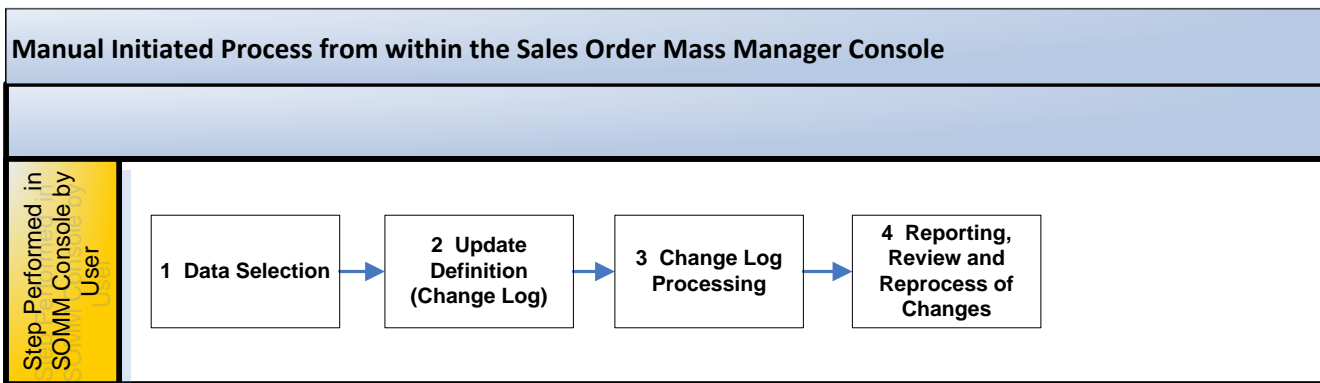 Manual Initiated Process from within the Sales Order Mass Manager Console
Step Performed in
SOMM Console by
User
1 Data Selection
2 Update
Definition
(Change Log)
3 Change Log
Processing
4 Reporting,
Review and
Reprocess of
Changes